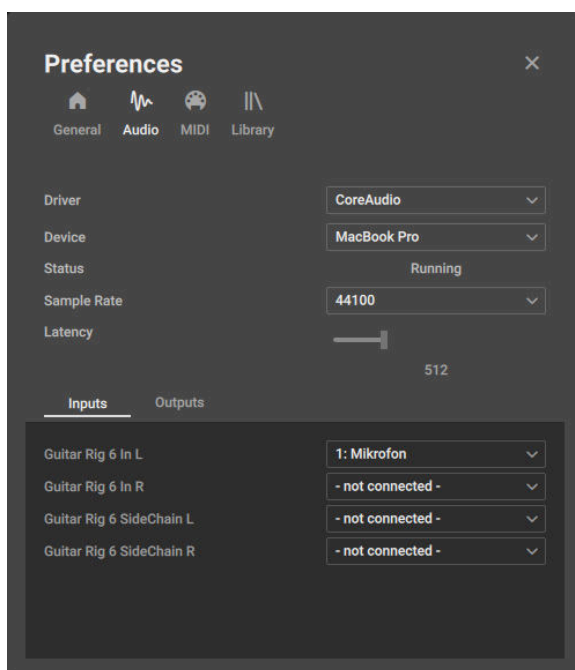 Preferences
General Audio MIDI Library
Driver CoreAudio
Device MacBook Pro
Status Running
Sample Rate 44100
Latency
512
Inputs Outputs
Guitar Rig 6 In L 1: Mikrofon
Guitar Rig 6 In R - not connected -
Guitar Rig 6 SideChain L - not connected -
Guitar Rig 6 SideChain R - not connected -